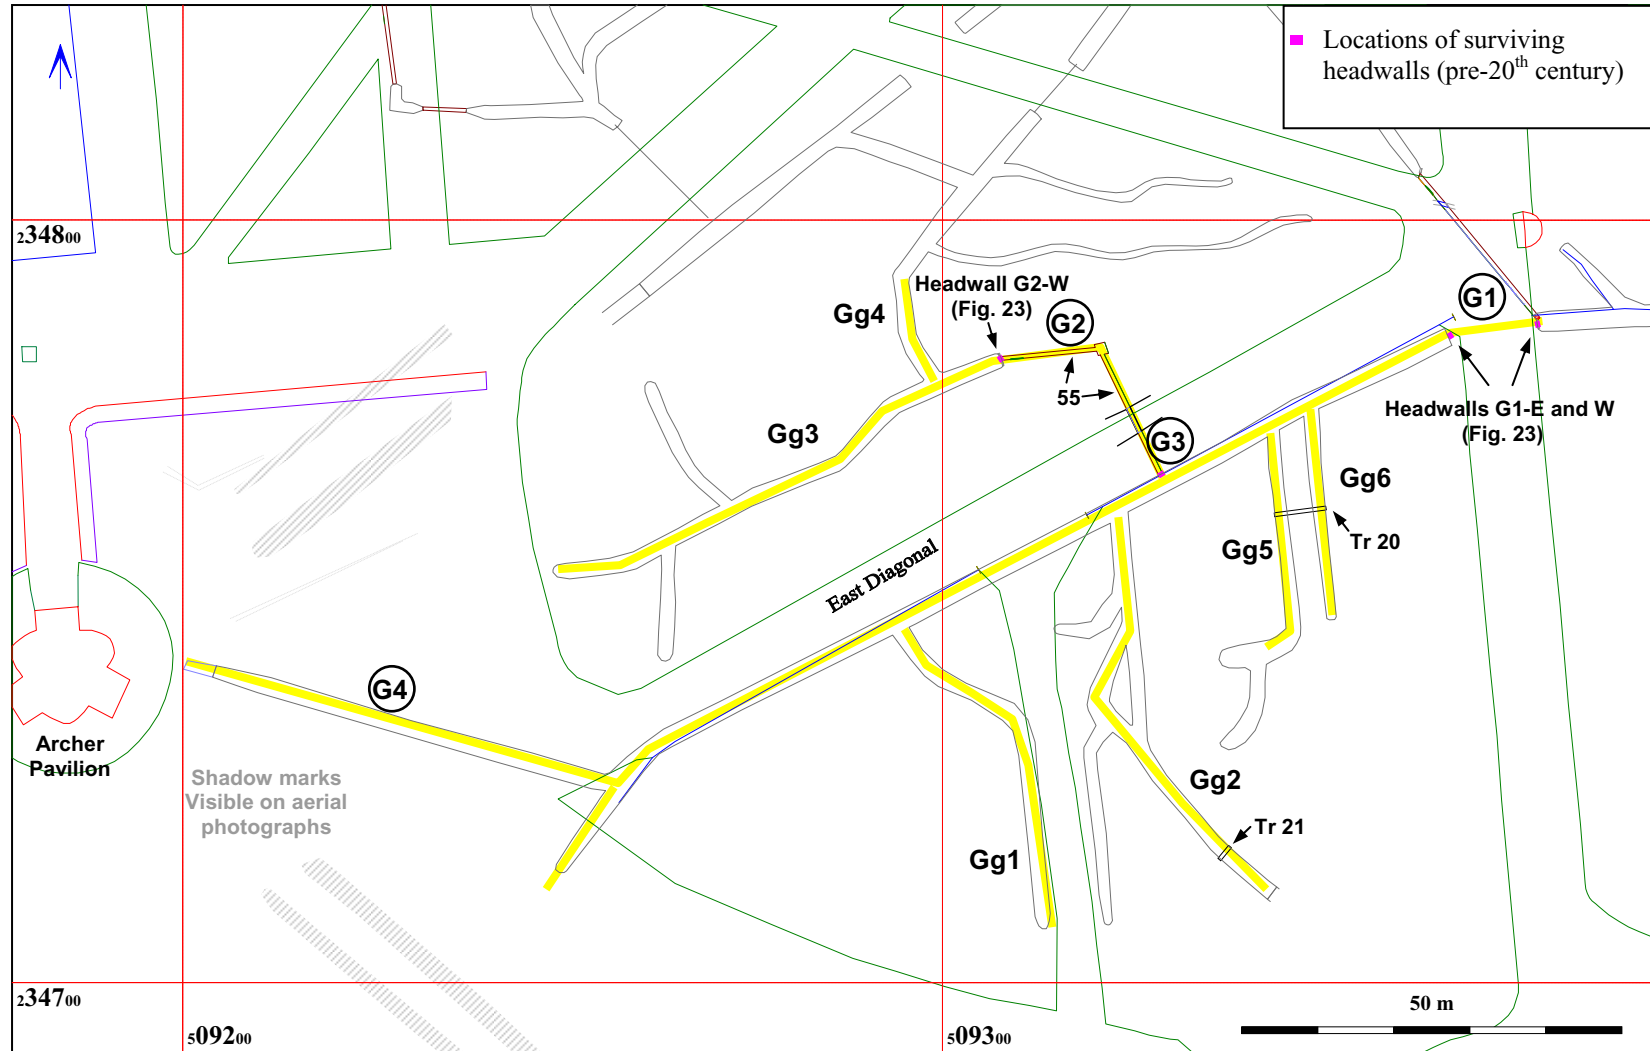 Locations of surviving
headwalls (pre-20th century)
234800
Headwall G2-W
(Fig. 23)
G1
Gg4
G2
55
Headwalls G1-E and W
(Fig. 23)
Gg3
G3
Gg6
Gg5
Tr 20
East Diagonal
G4
Archer
Pavilion
Shadow marks
Visible on aerial
photographs
Gg2
Tr 21
Gg1
234700
50 m
509200
509300